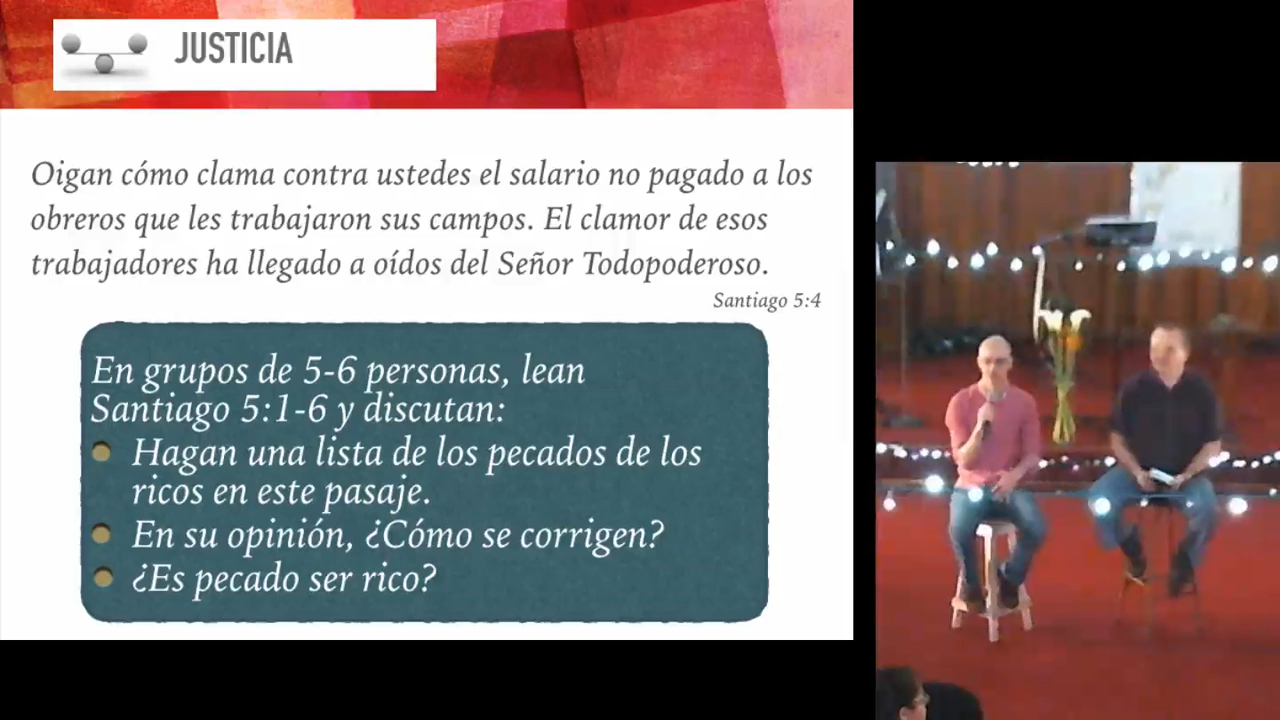 JUSTICIA
Oigan cómo clama contra ustedes el salario no pagado a los
obreros que les trabajaron sus campos. El clamor de esos
trabajadores ha llegado a oídos del Señor Todopoderoso.
Santiago 5:4
En grupos de 5-6 personas, lean
Santiago 5:1-6 y discutan:
Hagan una lista de los pecados de los
ricos en este pasaje.
En su opinión, ¿Cómo se corrigen?
¿Es pecado ser rico?